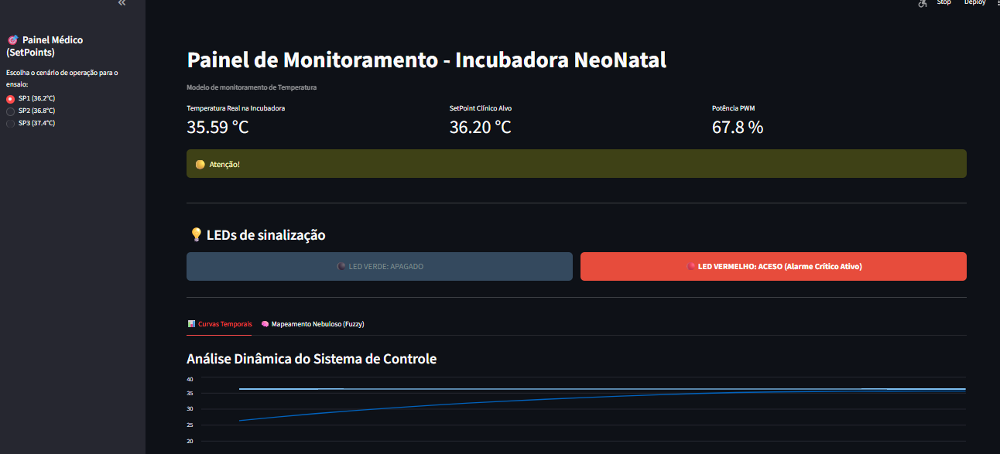 Stop Deploy
Painel Médico
(SetPoints)
Escolha o cenário de operação para o
ensaio:
SP1 (36.2°C)
SP2 (36.8°C)
SP3 (37.4°C)
Painel de Monitoramento - Incubadora NeoNatal
Modelo de monitoramento de Temperatura
Temperatura Real na Incubadora
35.59 °C
SetPoint Clínico Alvo
36.20 °C
Potência PWM
67.8 %
Atenção!
LEDs de sinalização
LED VERDE: APAGADO
LED VERMELHO: ACESO (Alarme Crítico Ativo)
Curvas Temporais
Mapeamento Nebuloso (Fuzzy)
Análise Dinâmica do Sistema de Controle
40
35
30
25
20